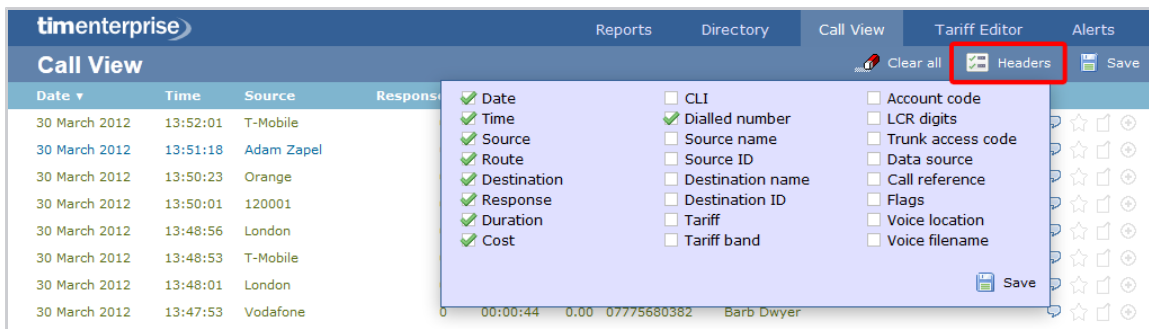 timenterprise
Reports Directory Call View Tariff Editor Alerts
Call View
Clear all Headers Save
Date ▼ Time Source
30 March 2012 13:52:01 T-Mobile
30 March 2012 13:51:18 Adam Zapel
30 March 2012 13:50:23 Orange
30 March 2012 13:50:01 120001
30 March 2012 13:48:56 London
30 March 2012 13:48:53 T-Mobile
30 March 2012 13:48:01 London
30 March 2012 13:47:53 Vodafone 0 00:00:44 0.00 07775680382 Barb Dwyer
Date CLI Account code
Time Dialled number LCR digits
Source Source name Trunk access code
Route Source ID Data source
Destination Destination name Call reference
Response Destination ID Flags
Duration Tariff Voice location
Cost Tariff band Voice filename
Save